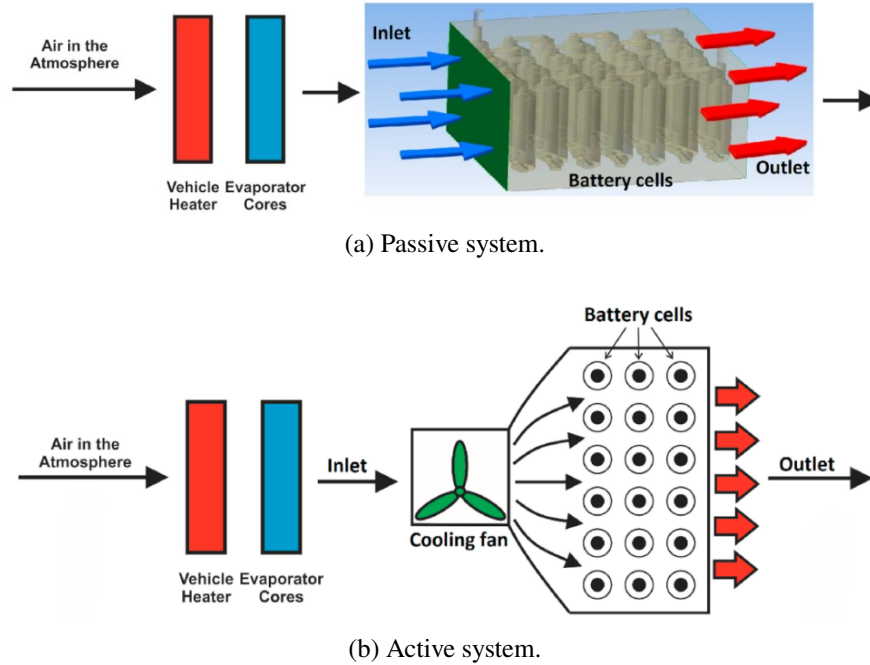 Air in the
Atmosphere
Inlet
Vehicle
Heater
Evaporator
Cores
Battery cells
Outlet
(a) Passive system.
Battery cells
Air in the
Atmosphere
Inlet
Outlet
Cooling fan
Vehicle
Heater
Evaporator
Cores
(b) Active system.